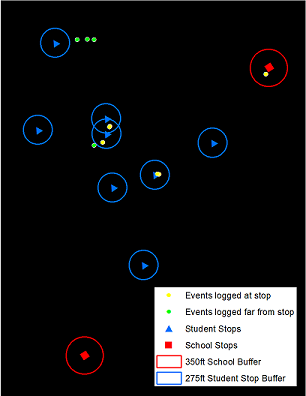 Events logged at stop
Events logged far from stop
Student Stops
School Stops
350ft School Buffer
275ft Student Stop Buffer